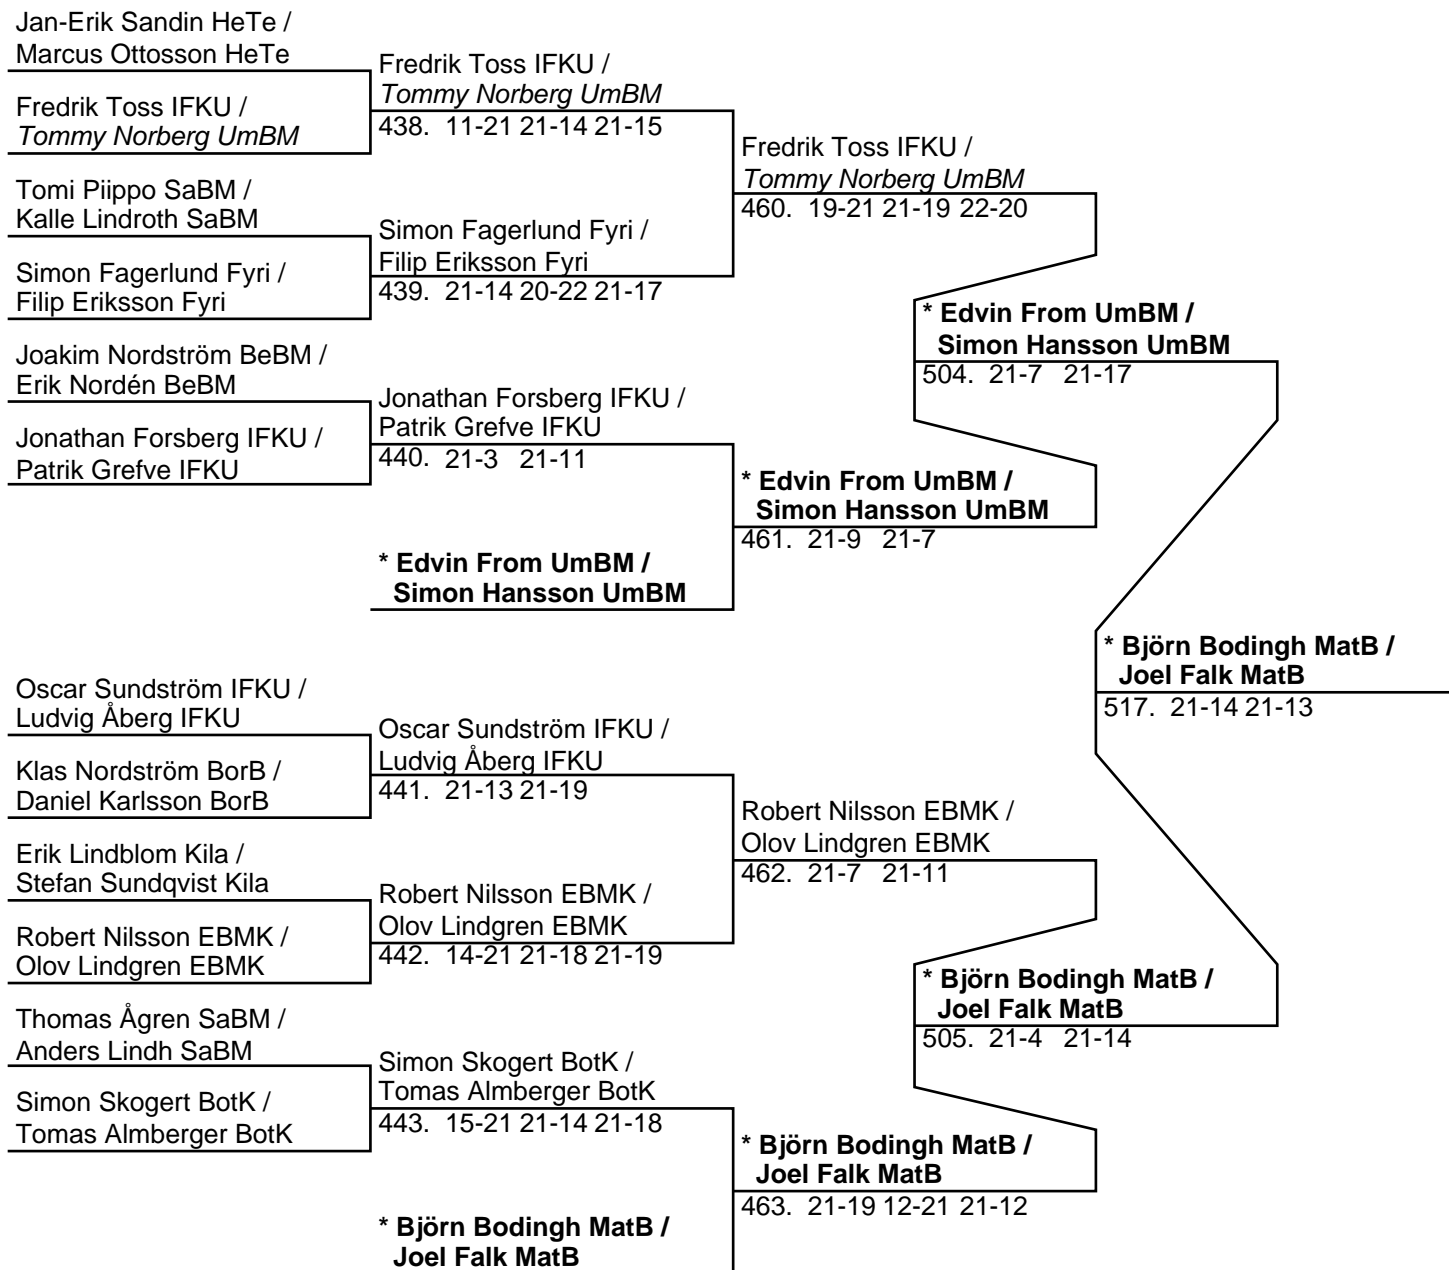 Jan-Erik Sandin HeTe /
Marcus Ottosson HeTe
Fredrik Toss IFKU /
Tommy Norberg UmBM
Tomi Piippo SaBM /
Kalle Lindroth SaBM
Simon Fagerlund Fyri /
Filip Eriksson Fyri
Joakim Nordström BeBM /
Erik Nordén BeBM
Jonathan Forsberg IFKU /
Patrik Grefve IFKU
Oscar Sundström IFKU /
Ludvig Åberg IFKU
Klas Nordström BorB /
Daniel Karlsson BorB
Erik Lindblom Kila /
Stefan Sundqvist Kila
Robert Nilsson EBMK /
Olov Lindgren EBMK
Thomas Ågren SaBM /
Anders Lindh SaBM
Simon Skogert BotK /
Tomas Almberger BotK
Fredrik Toss IFKU /
Tommy Norberg UmBM
438. 11-21 21-14 21-15
Simon Fagerlund Fyri /
Filip Eriksson Fyri
439. 21-14 20-22 21-17
Jonathan Forsberg IFKU /
Patrik Grefve IFKU
440. 21-3 21-11
* Edvin From UmBM /
Simon Hansson UmBM
Oscar Sundström IFKU /
Ludvig Åberg IFKU
441. 21-13 21-19
Robert Nilsson EBMK /
Olov Lindgren EBMK
442. 14-21 21-18 21-19
Simon Skogert BotK /
Tomas Almberger BotK
443. 15-21 21-14 21-18
* Björn Bodingh MatB /
Joel Falk MatB
Fredrik Toss IFKU /
Tommy Norberg UmBM
460. 19-21 21-19 22-20
* Edvin From UmBM /
Simon Hansson UmBM
461. 21-9 21-7
Robert Nilsson EBMK /
Olov Lindgren EBMK
462. 21-7 21-11
* Björn Bodingh MatB /
Joel Falk MatB
463. 21-19 12-21 21-12
* Edvin From UmBM /
Simon Hansson UmBM
504. 21-7 21-17
* Björn Bodingh MatB /
Joel Falk MatB
505. 21-4 21-14
* Björn Bodingh MatB /
Joel Falk MatB
517. 21-14 21-13